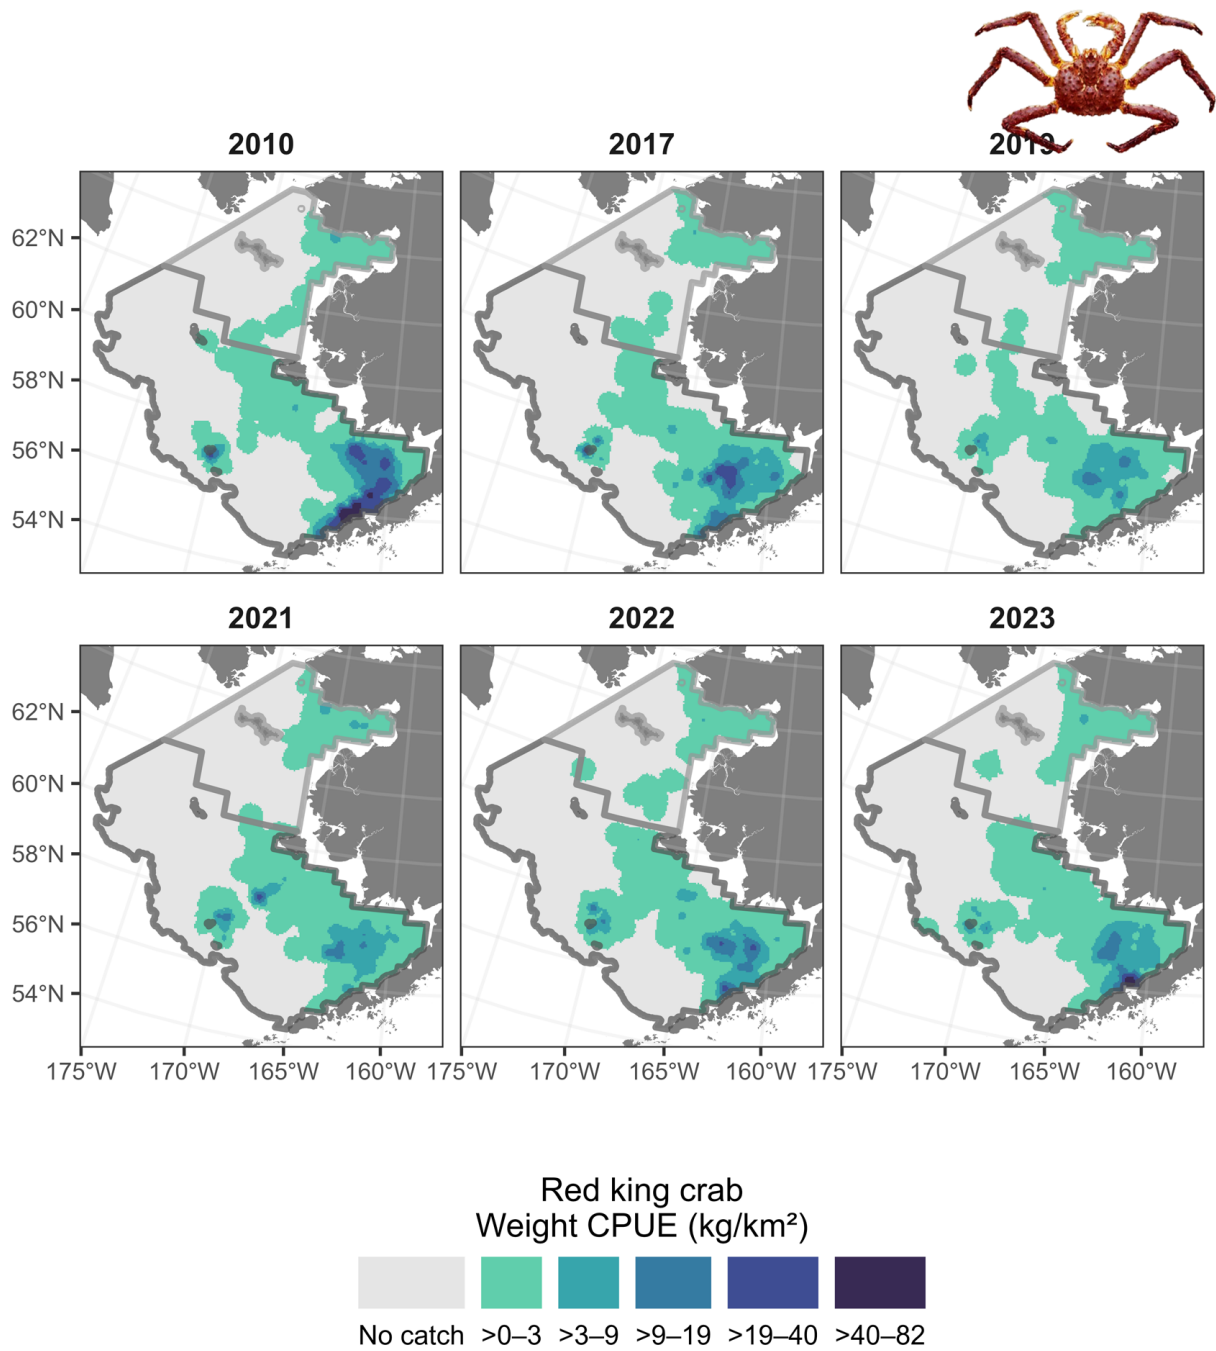 2010 2017 2019
62°N
60°N
58°N
56°N
54°N
2021 2022 2023
62°N
60°N
58°N
56°N
54°N
175°W 170°W 165°W 160°W 175°W 170°W 165°W 160°W 175°W 170°W 165°W 160°W
Red king crab
Weight CPUE (kg/km²)
No catch >0–3 >3–9 >9–19 >19–40 >40–82